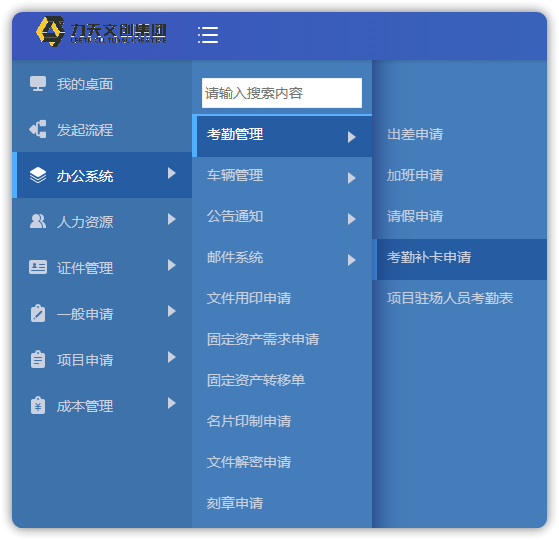 力天文创集团
我的桌面
发起流程
办公系统
人力资源
证件管理
一般申请
项目申请
成本管理
请输入搜索内容
考勤管理
车辆管理
公告通知
邮件系统
文件用印申请
固定资产需求申请
固定资产转移单
名片印制申请
文件解密申请
刻章申请
出差申请
加班申请
请假申请
考勤补卡申请
项目驻场人员考勤表